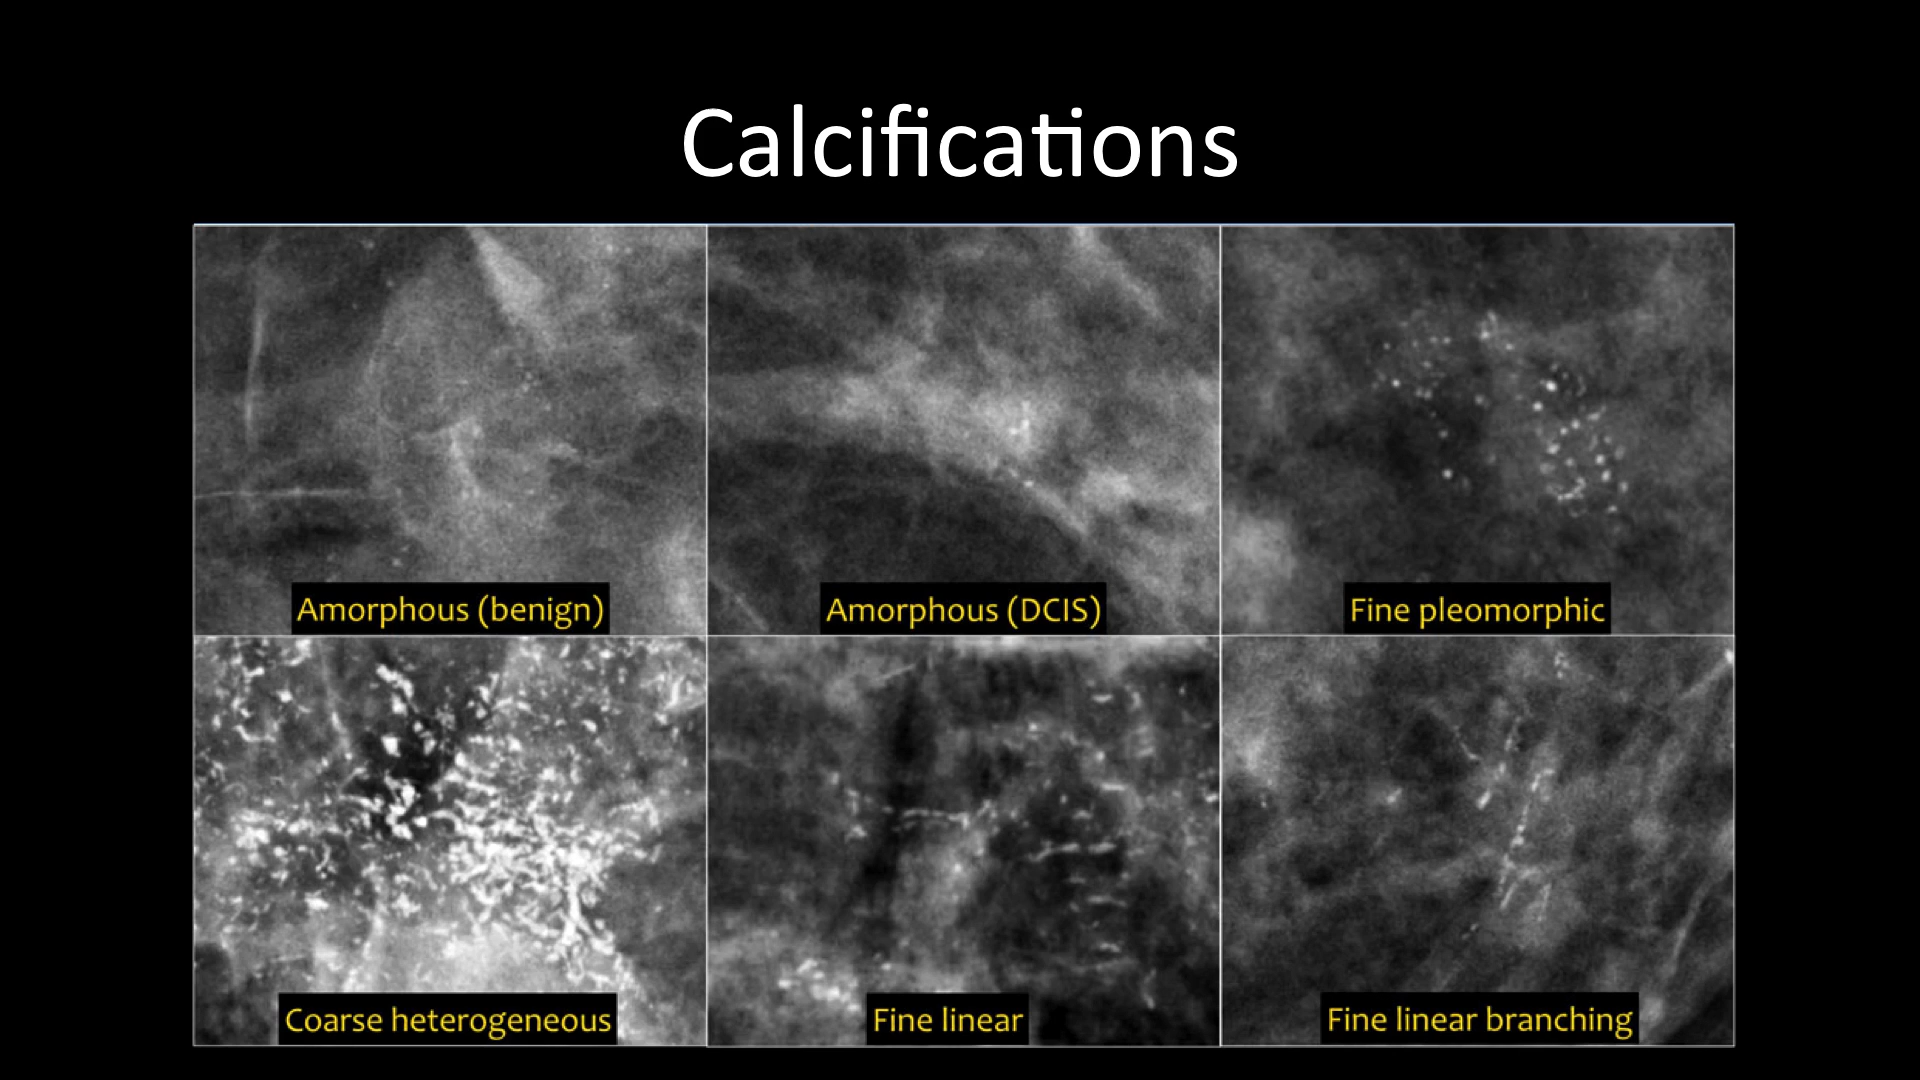 Calcifications
Amorphous (benign)
Amorphous (DCIS)
Fine pleomorphic
Coarse heterogeneous
Fine linear
Fine linear branching